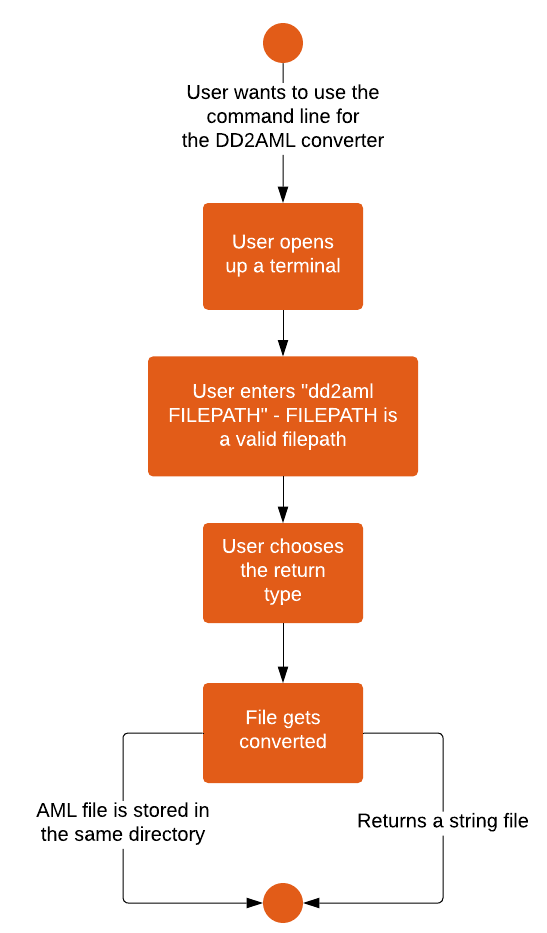 User wants to use the
command line for
the DD2AML converter
User opens
up a terminal
User enters "dd2aml
FILEPATH" - FILEPATH is
a valid filepath
User chooses
the return
type
File gets
converted
AML file is stored in
the same directory
Returns a string file